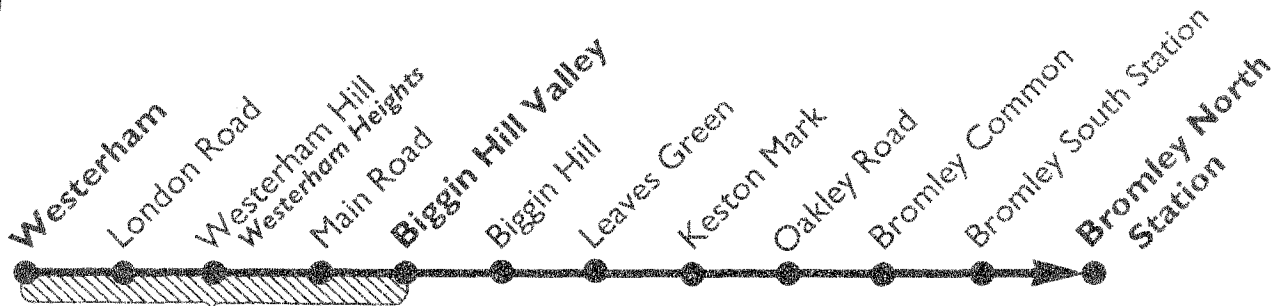 Westerham
London Road
Westerham Hill
Westerham Heights
Main Road
Biggin Hill Valley
Biggin Hill
Leaves Green
Keston Mark
Oakley Road
Bromley Common
Bromley South Station
Bromley North
Station